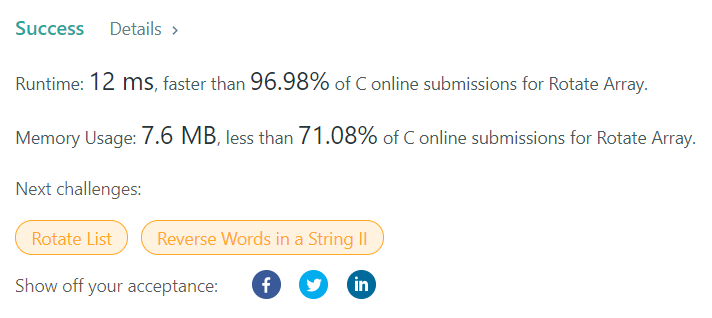 Success Details >
Runtime: 12 ms, faster than 96.98% of C online submissions for Rotate Array.
Memory Usage: 7.6 MB, less than 71.08% of C online submissions for Rotate Array.
Next challenges:
Rotate List Reverse Words in a String II
Show off your acceptance: f in